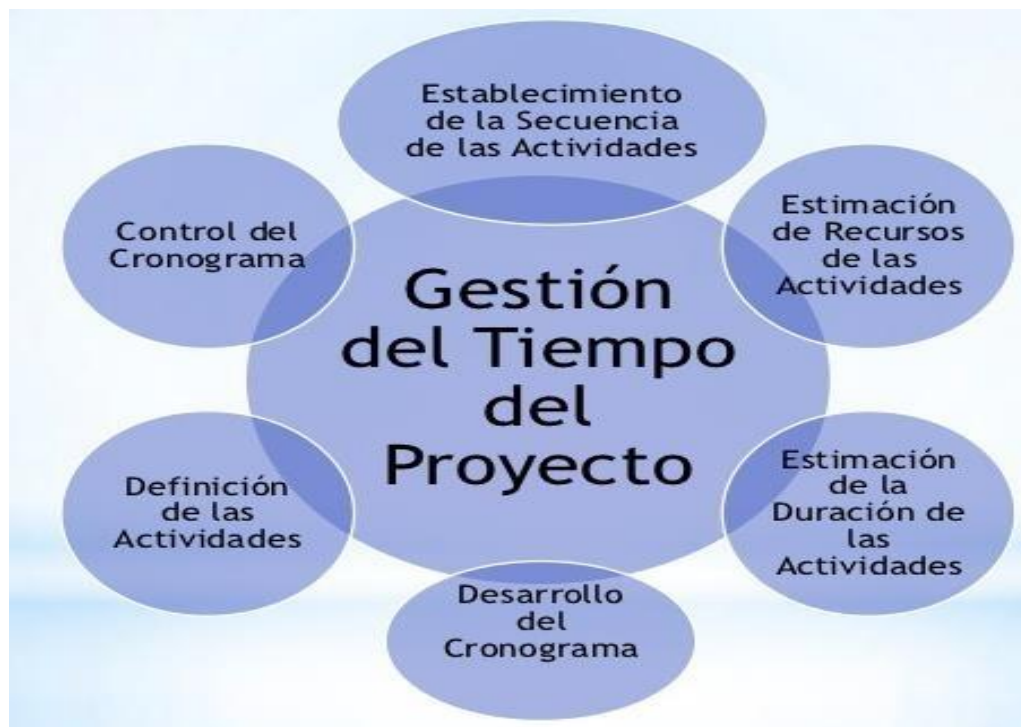 Establecimiento
de la Secuencia
de las Actividades
Estimación
de Recursos
de las
Actividades
Control del
Cronograma
Gestión
del Tiempo
del
Proyecto
Estimación
de la
Duración de
las
Actividades
Definición
de las
Actividades
Desarrollo
del
Cronograma